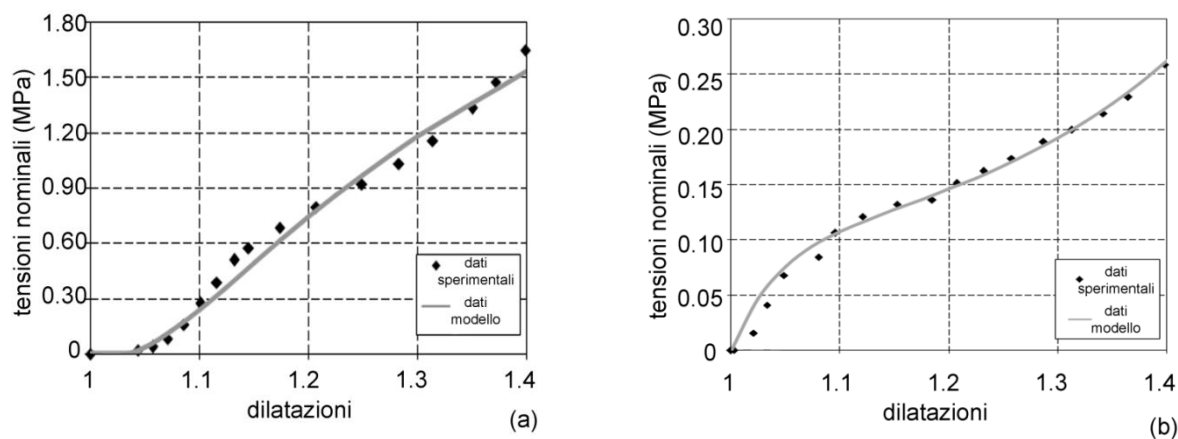 tensioni nominali (MPa)
1.80
1.50
1.20
0.90
0.60
0.30
0
1
1.1
1.2
1.3
1.4
dilatazioni
dati
sperimentali
dati
modello
(a)
tensioni nominali (MPa)
0.30
0.25
0.20
0.15
0.10
0.05
0
1
1.1
1.2
1.3
1.4
dilatazioni
dati
sperimentali
dati
modello
(b)